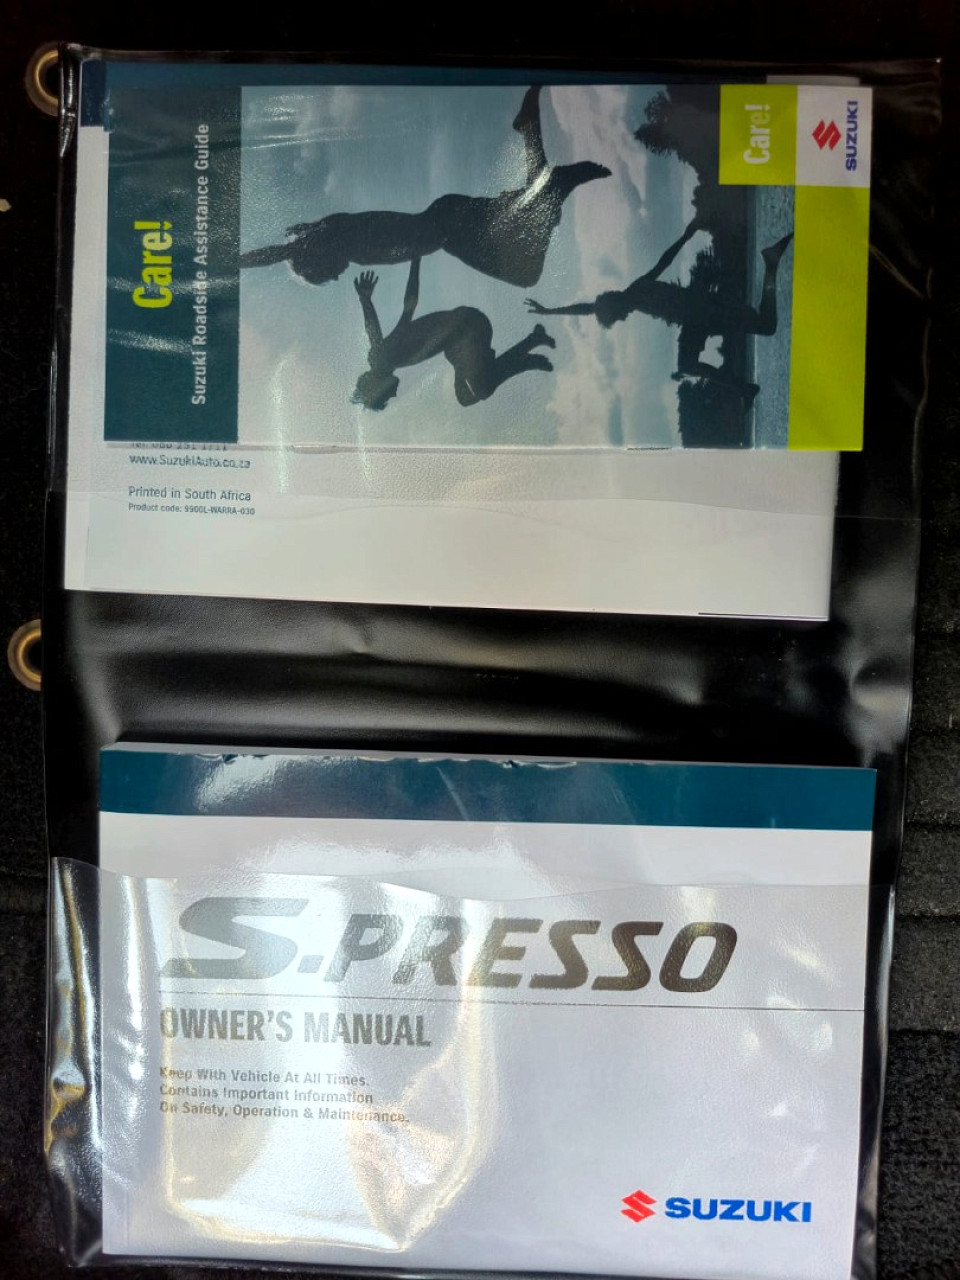 Care!
Suzuki Roadside Assistance Guide
Care!
SUZUKI
www.SuzukiAuto.co.za
Printed in South Africa
Product code: 9900L-WARRA-030
S.PRESSO
OWNER'S MANUAL
Keep With Vehicle At All Times.
Contains Important Information
On Safety, Operation & Maintenance.
SUZUKI